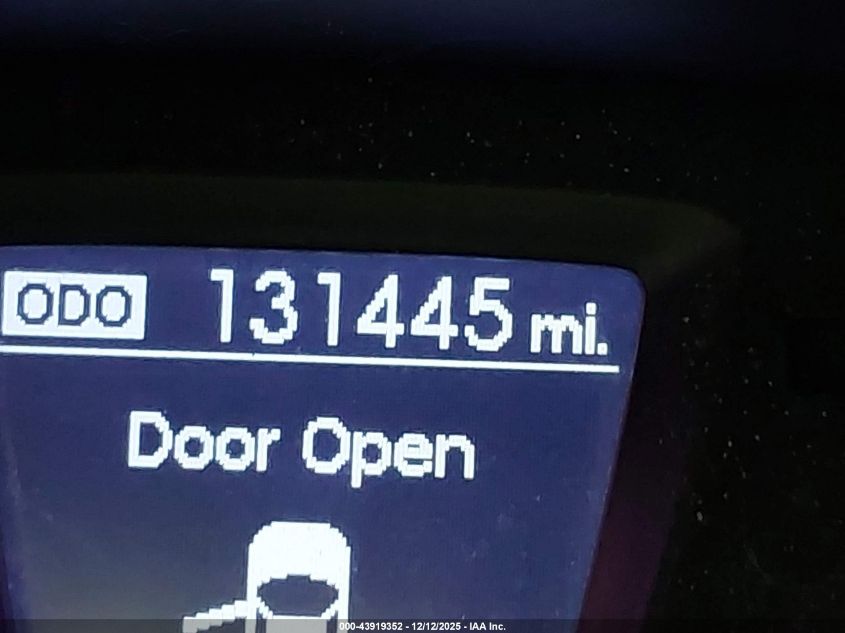 ODO 131445 mi.
Door Open
000-43919352 - 12/12/2025 - IAA Inc.